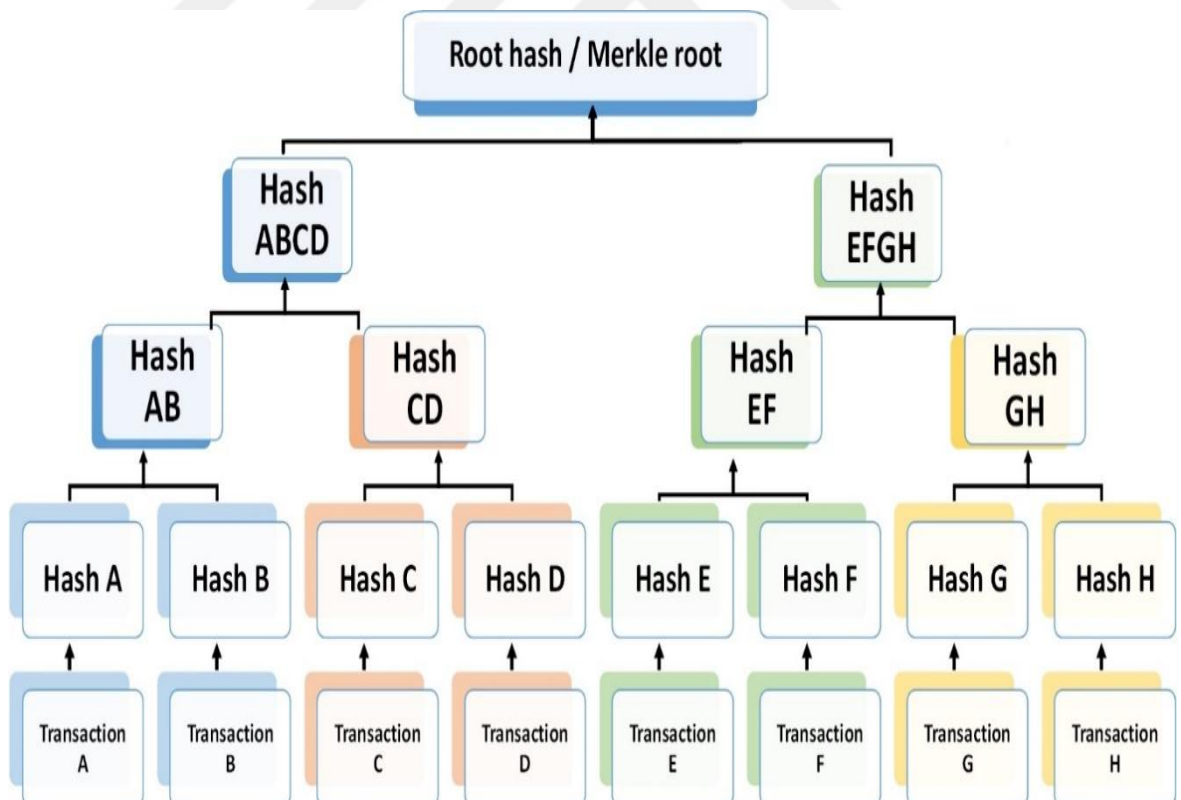 Root hash / Merkle root
Hash
ABCD
Hash
EFGH
Hash
AB
Hash
CD
Hash
EF
Hash
GH
Hash A
Hash B
Hash C
Hash D
Hash E
Hash F
Hash G
Hash H
Transaction
A
Transaction
B
Transaction
C
Transaction
D
Transaction
E
Transaction
F
Transaction
G
Transaction
H